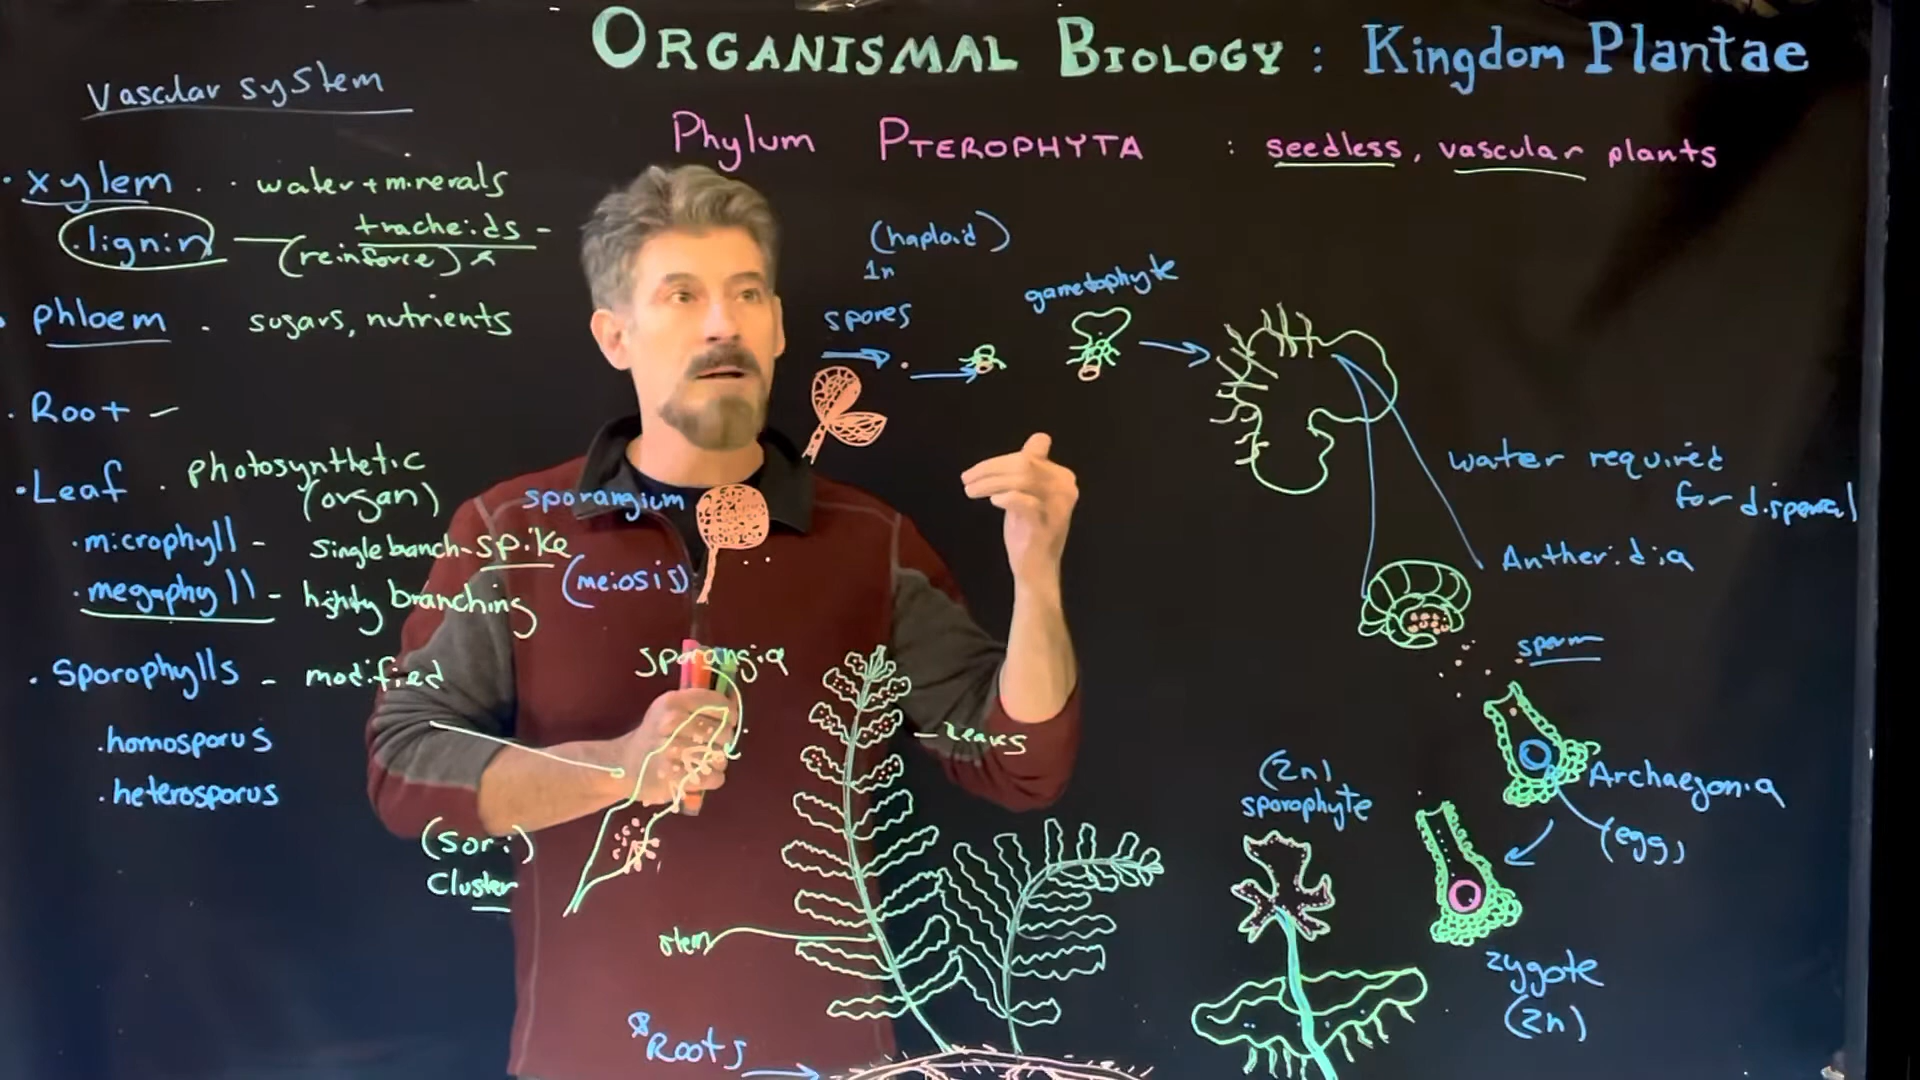 ORGANISMAL BIOLOGY : Kingdom Plantae
Phylum PTEROPHYTA : seedless, vascular plants
Vascular system
· xylem · · water + minerals
· lignin — tracheids -
(reinforce)
· phloem · sugars, nutrients
· Root –
· Leaf · photosynthetic
(organ)
· microphyll - single banch-spike
· megaphyll - highly branching
· Sporophylls - modified
· homosporus
· heterosporus
(haploid)
1n
spores
gametophyte
sporangium
(meiosis)
sporangia
(sori)
Cluster
leaves
stem
Roots
water required
for dispersal
Antheridia
sperm
Archaegonia
(egg)
zygote
(2n)
(2n)
sporophyte